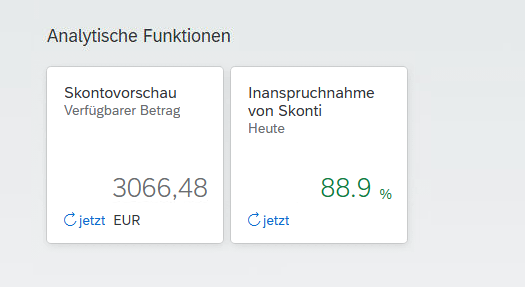 Analytische Funktionen
Skontovorschau
Verfügbarer Betrag
3066,48
jetzt EUR
Inanspruchnahme
von Skonti
Heute
88.9 %
jetzt